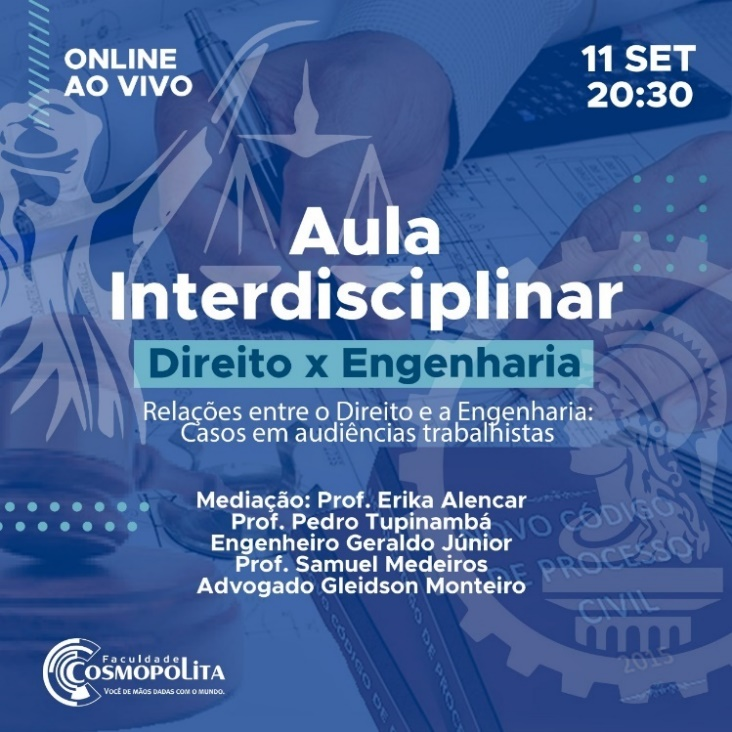 ONLINE
AO VIVO
11 SET
20:30
Aula
Interdisciplinar
Direito x Engenharia
Relações entre o Direito e a Engenharia:
Casos em audiências trabalhistas
Mediação: Prof. Erika Alencar
Prof. Pedro Tupinambá
Engenheiro Geraldo Júnior
Prof. Samuel Medeiros
Advogado Gleidson Monteiro
NOVO CÓDIGO
DE PROCESSO
CIVIL
2015
Faculdade
COSMOPOLITA
VOCÊ DE MÃOS DADAS COM O MUNDO.